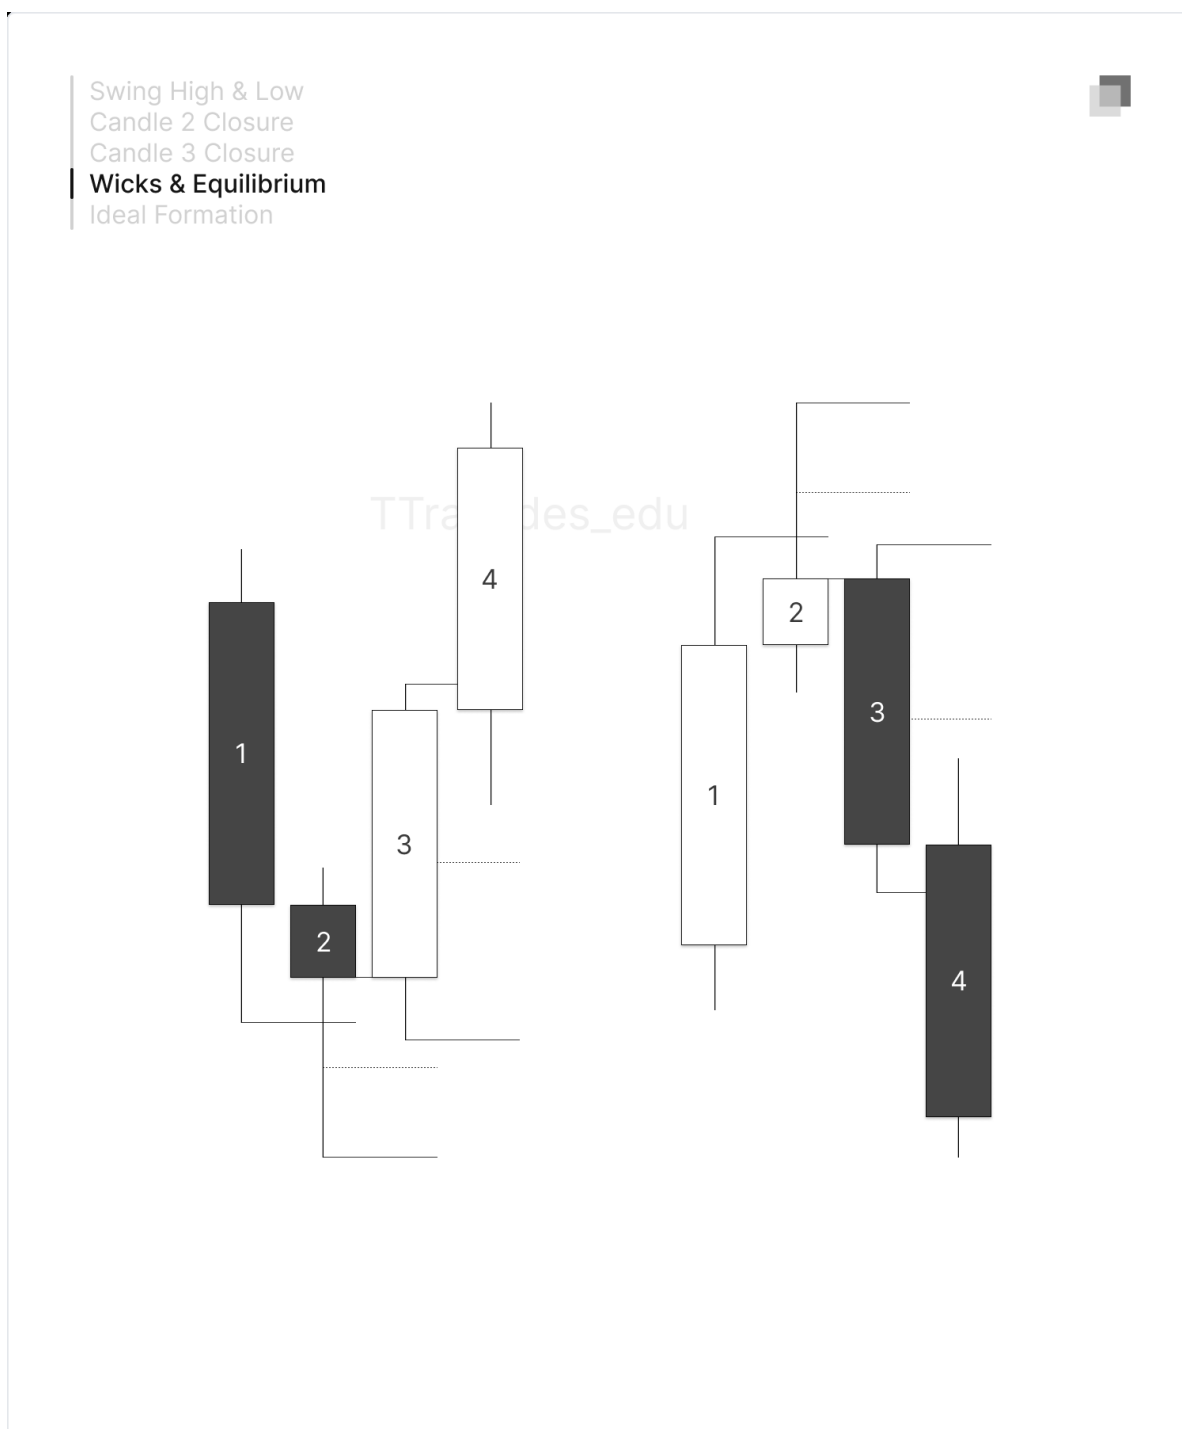 Swing High & Low
Candle 2 Closure
Candle 3 Closure
Wicks & Equilibrium
Ideal Formation
4
2
1
3
1
3
2
4